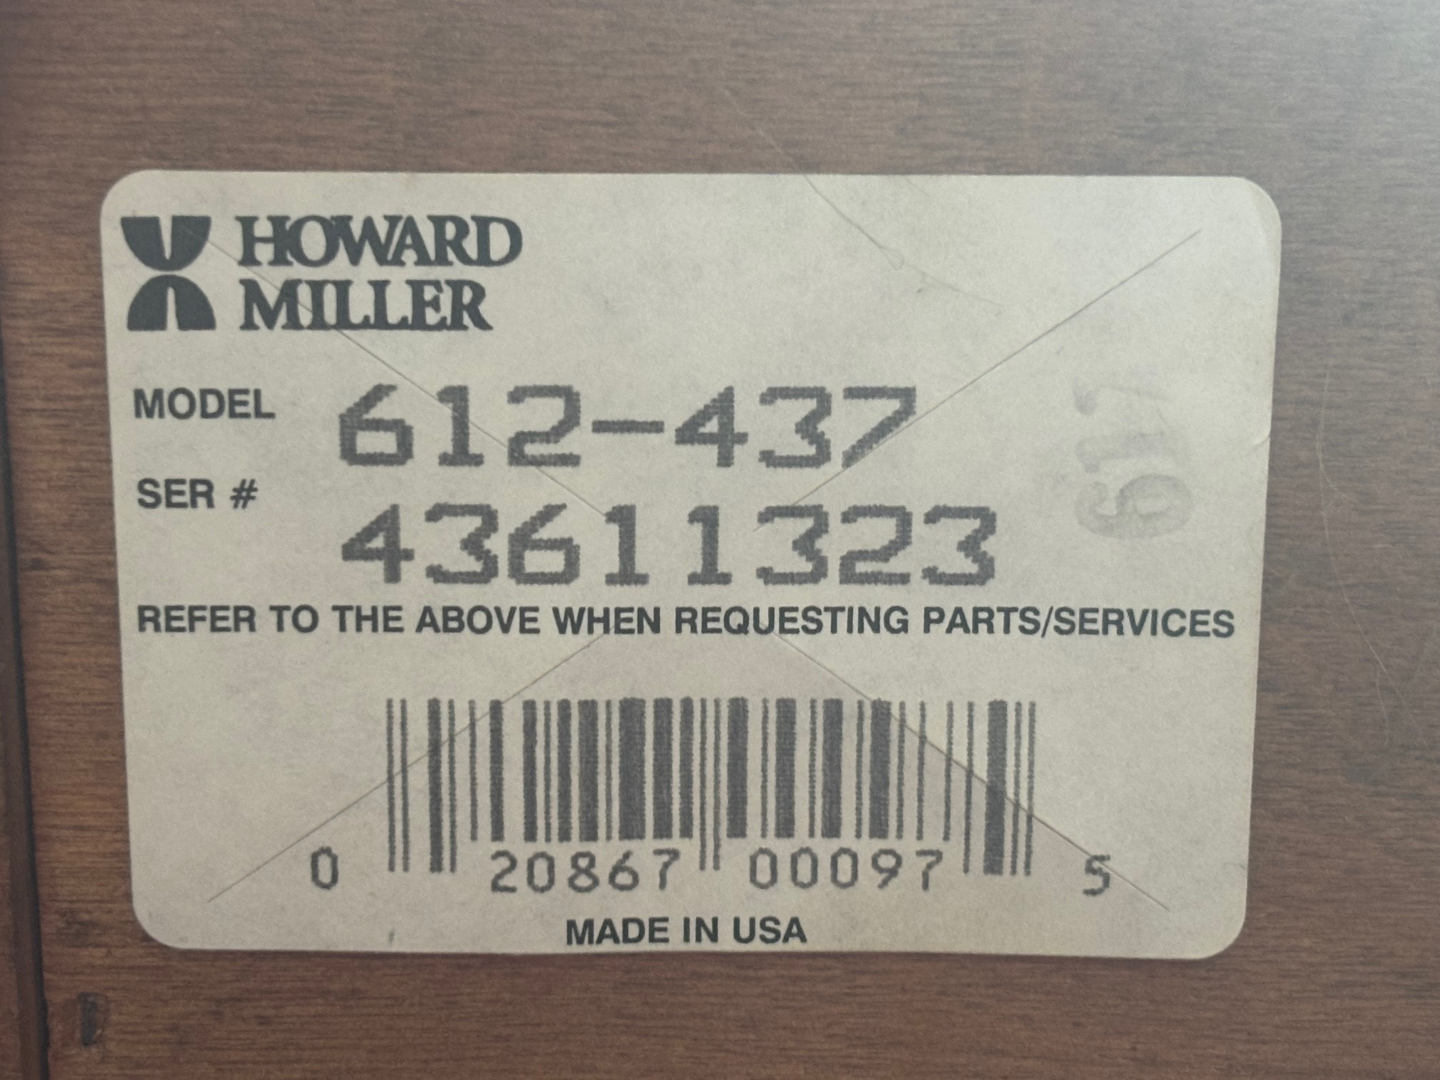 HOWARD
MILLER
MODEL 612-437
SER # 43611323
REFER TO THE ABOVE WHEN REQUESTING PARTS/SERVICES
0 20867 00097 5
MADE IN USA